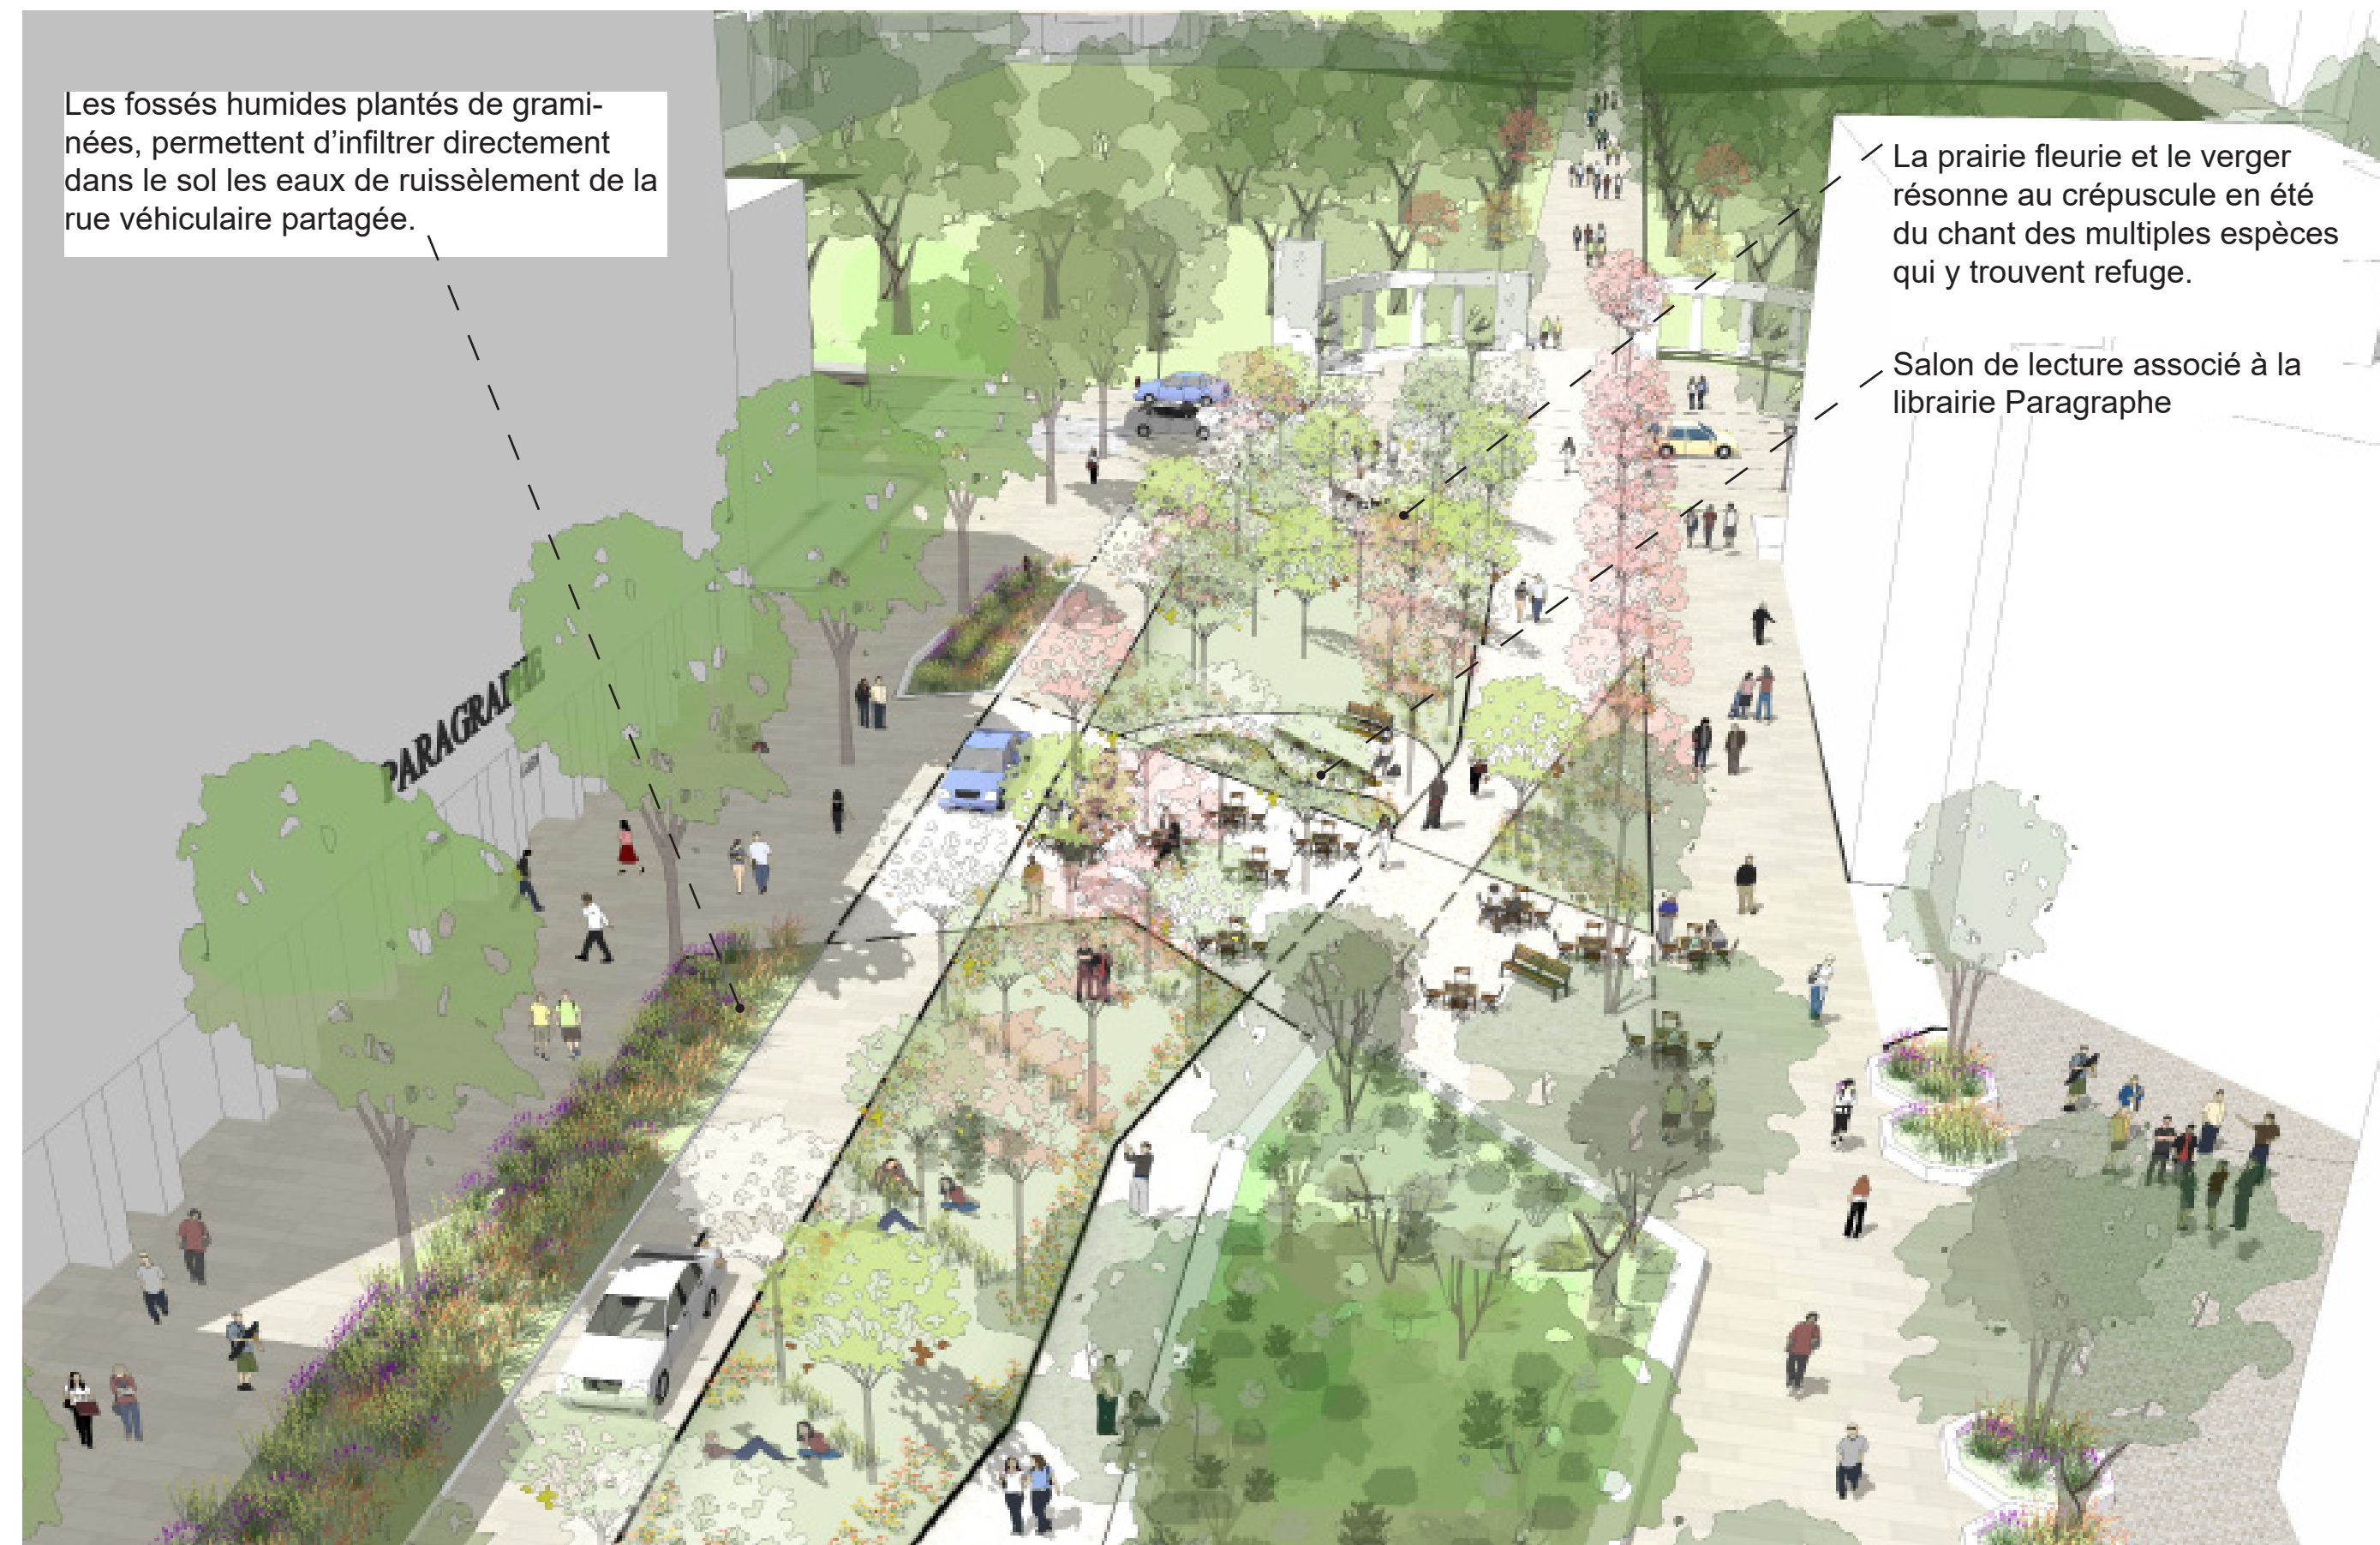 Les fossés humides plantés de grami-
nées, permettent d’infiltrer directement
dans le sol les eaux de ruissèlement de la
rue véhiculaire partagée.
La prairie fleurie et le verger
résonne au crépuscule en été
du chant des multiples espèces
qui y trouvent refuge.
Salon de lecture associé à la
librairie Paragraphe
PARAGRAPHE